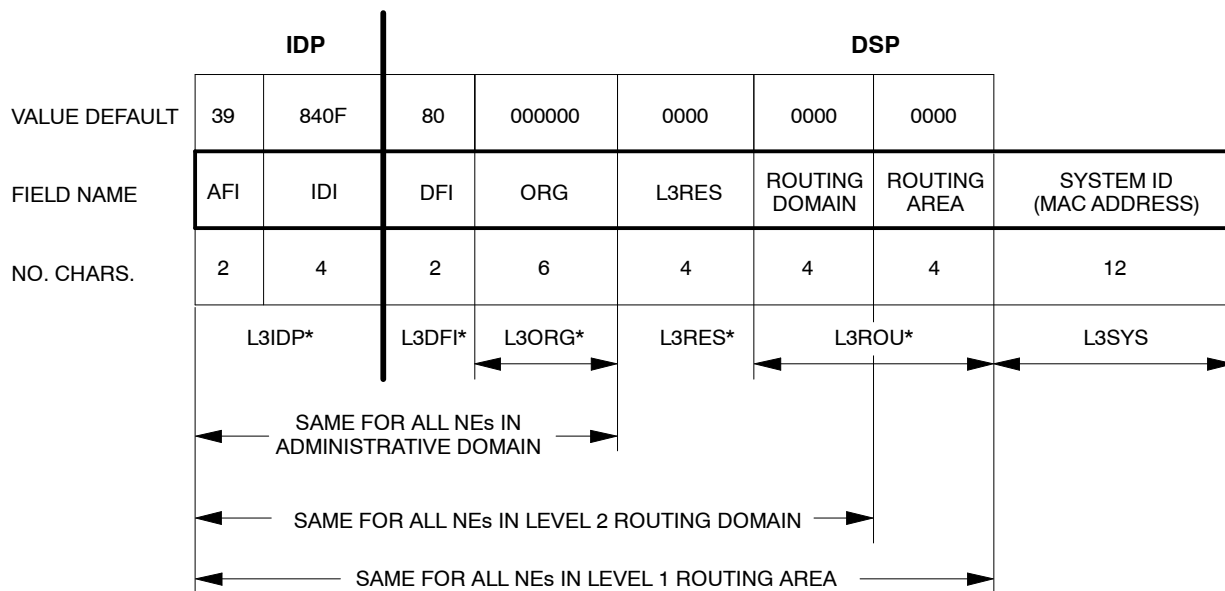 IDP DSP
VALUE DEFAULT 39 840F 80 000000 0000 0000 0000
FIELD NAME AFI IDI DFI ORG L3RES ROUTING DOMAIN ROUTING AREA SYSTEM ID (MAC ADDRESS)
NO. CHARS. 2 4 2 6 4 4 4 12
L3IDP* L3DFI* L3ORG* L3RES* L3ROU* L3SYS
SAME FOR ALL NEs IN
ADMINISTRATIVE DOMAIN
SAME FOR ALL NEs IN LEVEL 2 ROUTING DOMAIN
SAME FOR ALL NEs IN LEVEL 1 ROUTING AREA